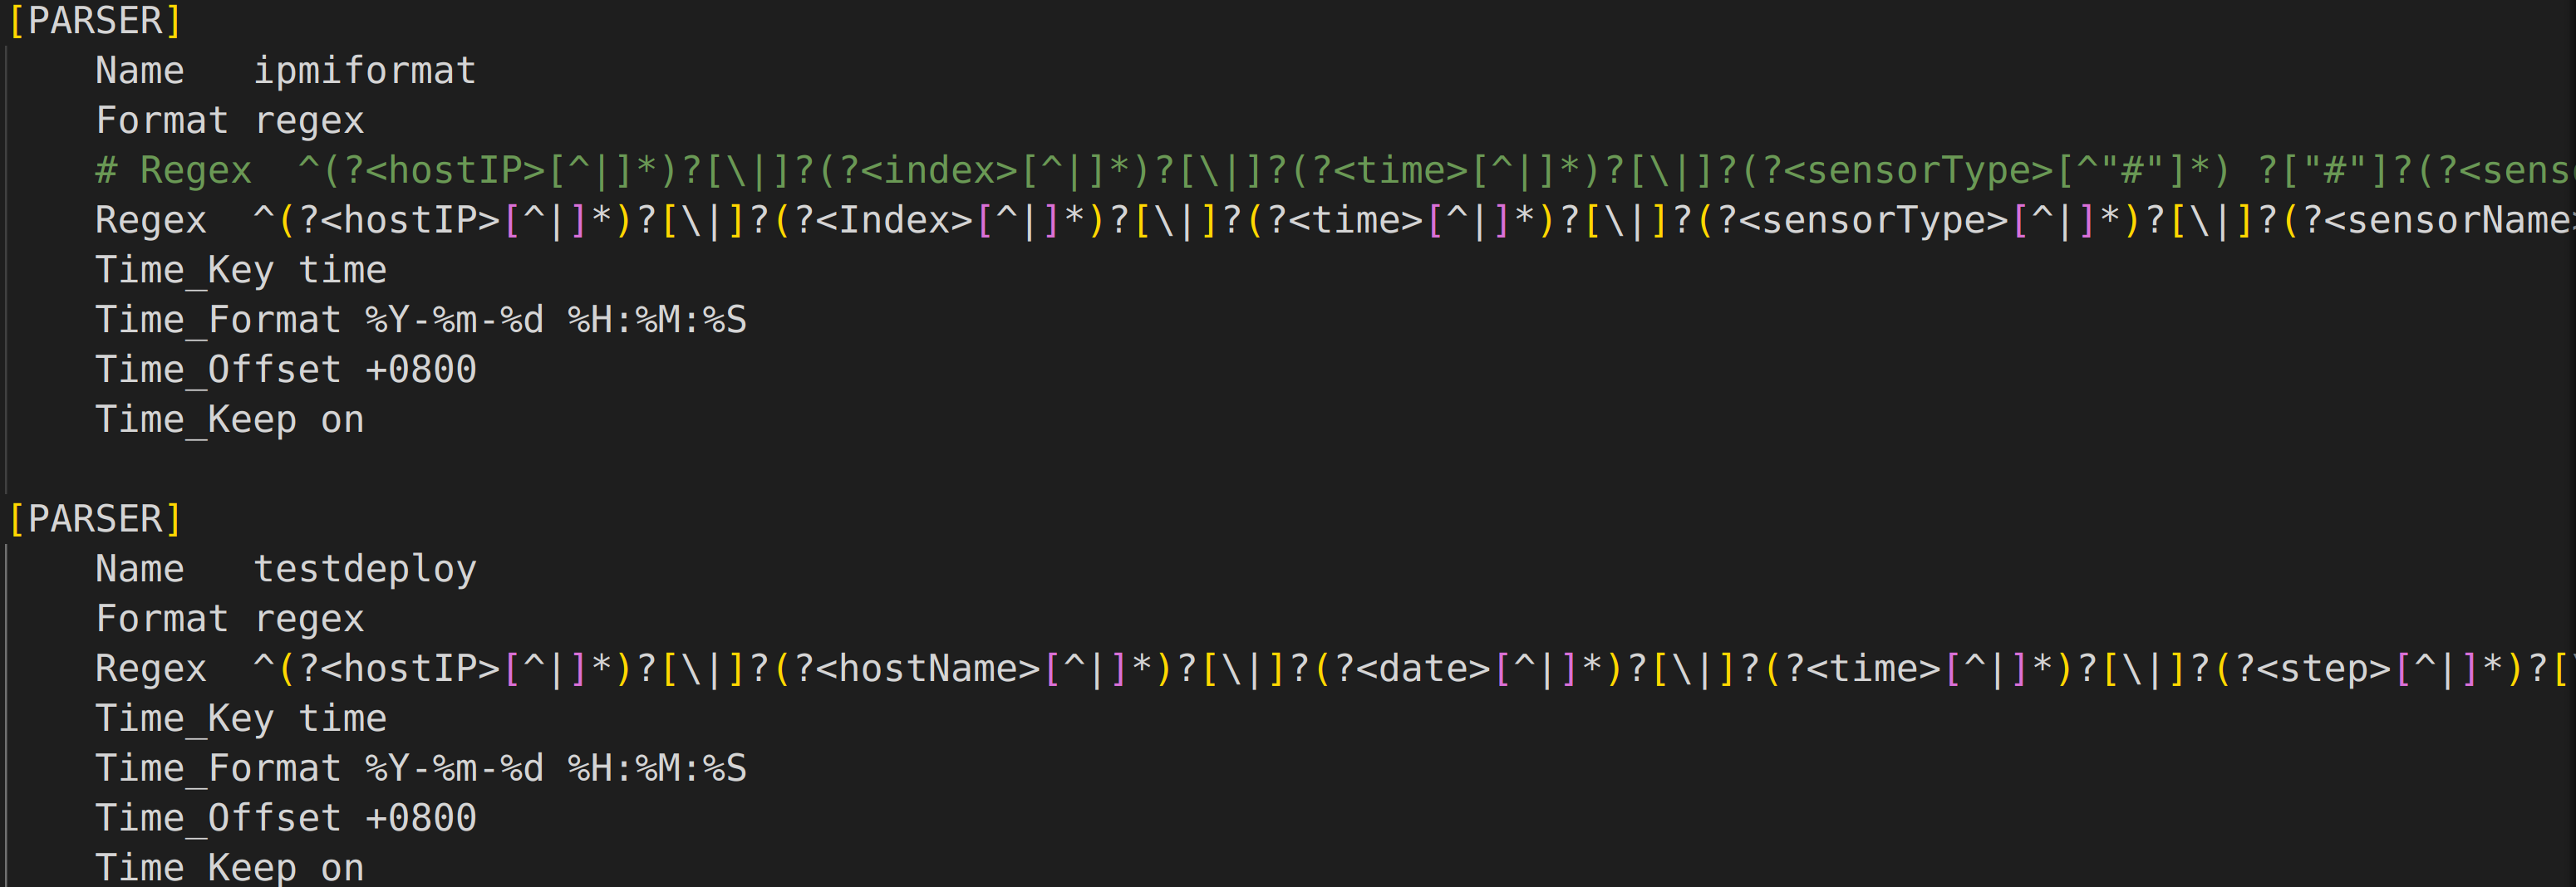 [PARSER]
    Name   ipmiformat
    Format regex
    # Regex  ^(?<hostIP>[^|]*)?[\|]?(?<index>[^|]*)?[\|]?(?<time>[^|]*)?[\|]?(?<sensorType>[^"#"]*) ?["#"]?(?<sens
    Regex  ^(?<hostIP>[^|]*)?[\|]?(?<Index>[^|]*)?[\|]?(?<time>[^|]*)?[\|]?(?<sensorType>[^|]*)?[\|]?(?<sensorName>
    Time_Key time
    Time_Format %Y-%m-%d %H:%M:%S
    Time_Offset +0800
    Time_Keep on
[PARSER]
    Name   testdeploy
    Format regex
    Regex  ^(?<hostIP>[^|]*)?[\|]?(?<hostName>[^|]*)?[\|]?(?<date>[^|]*)?[\|]?(?<time>[^|]*)?[\|]?(?<step>[^|]*)?[
    Time_Key time
    Time_Format %Y-%m-%d %H:%M:%S
    Time_Offset +0800
    Time_Keep on